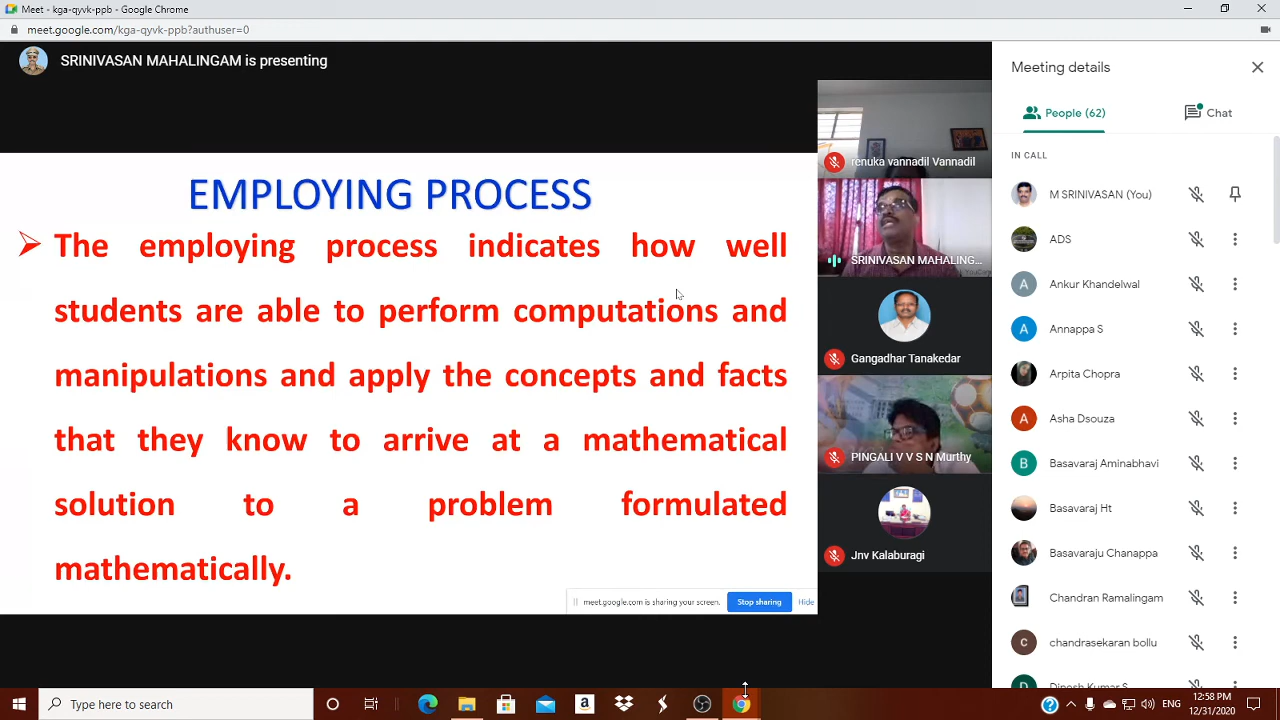 Meet - kga-qyvk-ppb - Google Chrome
meet.google.com/kga-qyvk-ppb?authuser=0
SRINIVASAN MAHALINGAM is presenting
EMPLOYING PROCESS
The employing process indicates how well
students are able to perform computations and
manipulations and apply the concepts and facts
that they know to arrive at a mathematical
solution to a problem formulated
mathematically.
meet.google.com is sharing your screen.
Stop sharing
Hide
renuka vannadil Vannadil
SRINIVASAN MAHALING...
Gangadhar Tanakedar
PINGALI V V S N Murthy
Jnv Kalaburagi
Meeting details
People (62)
Chat
IN CALL
M SRINIVASAN (You)
ADS
A
Ankur Khandelwal
A
Annappa S
Arpita Chopra
A
Asha Dsouza
B
Basavaraj Aminabhavi
Basavaraj Ht
Basavaraju Chanappa
Chandran Ramalingam
c
chandrasekaran bollu
D
Dinesh Kumar S
Type here to search
a
ENG
12:58 PM
12/31/2020